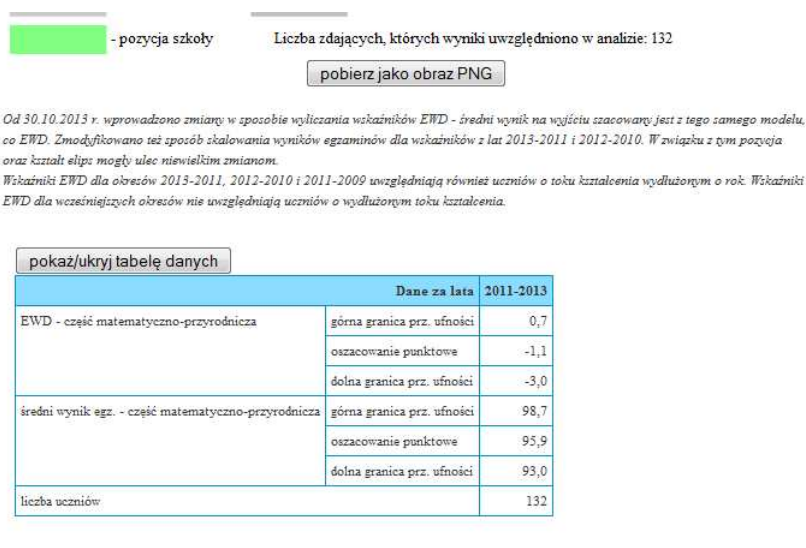 - pozycja szkoły Liczba zdających, których wyniki uwzględniono w analizie: 132
pobierz jako obraz PNG
Od 30.10.2013 r. wprowadzono zmiany w sposobie wyliczania wskaźników EWD - średni wynik na wyjściu szacowany jest z tego samego modelu,
co EWD. Zmodyfikowano też sposób skalowania wyników egzaminów dla wskaźników z lat 2013-2011 i 2012-2010. W związku z tym pozycja
oraz kształt elips mogły ulec niewielkim zmianom.
Wskaźniki EWD dla okresów 2013-2011, 2012-2010 i 2011-2009 uwzględniają również uczniów o toku kształcenia wydłużonym o rok. Wskaźniki
EWD dla wcześniejszych okresów nie uwzględniają uczniów o wydłużonym toku kształcenia.
pokaż/ukryj tabelę danych
Dane za lata 2011-2013
EWD - część matematyczno-przyrodnicza górna granica prz. ufności 0,7
oszacowanie punktowe -1,1
dolna granica prz. ufności -3,0
średni wynik egz. - część matematyczno-przyrodnicza górna granica prz. ufności 98,7
oszacowanie punktowe 95,9
dolna granica prz. ufności 93,0
liczba uczniów 132